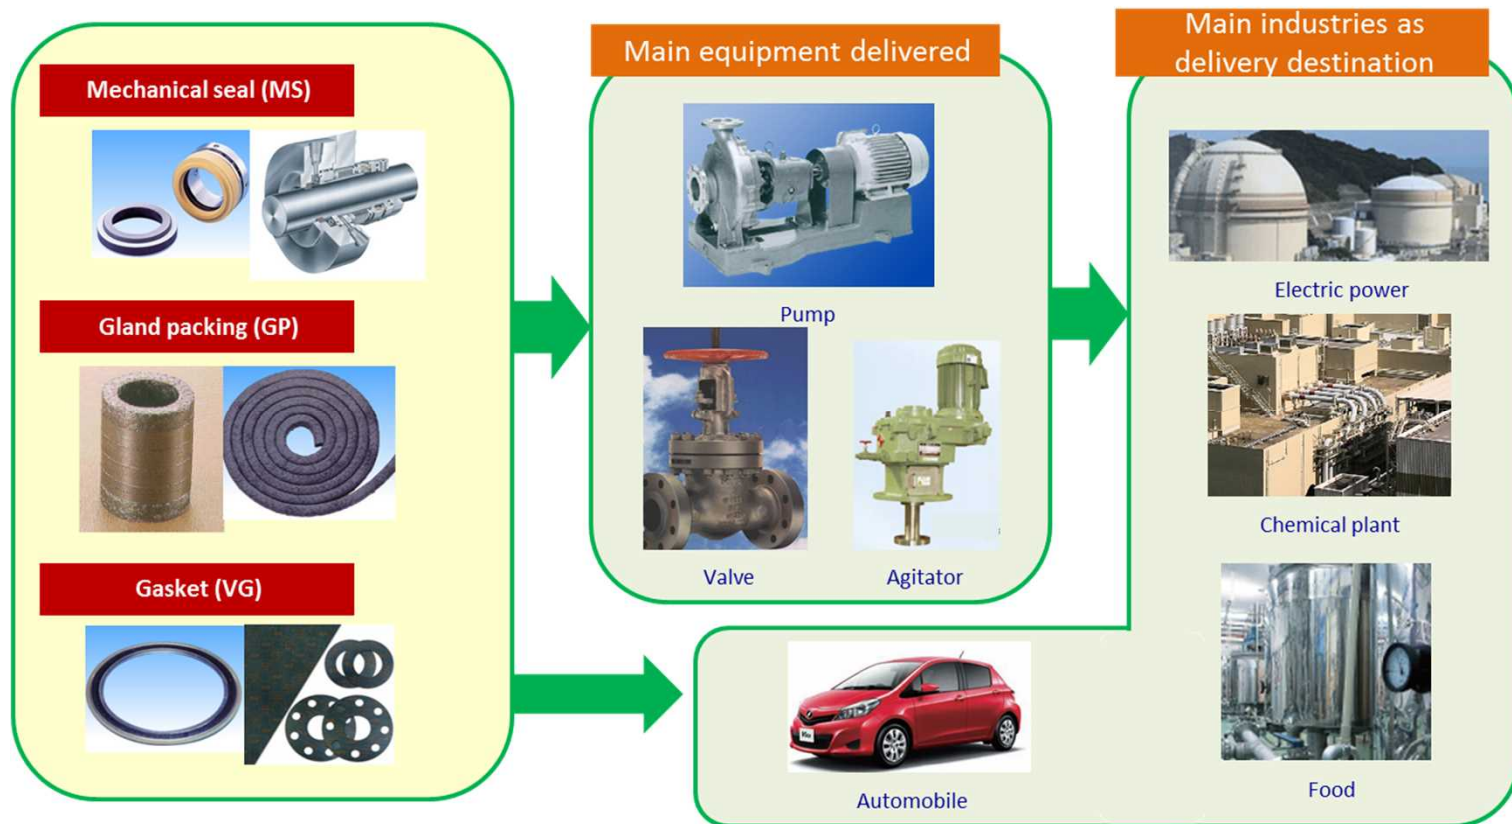 Mechanical seal (MS)
Gland packing (GP)
Gasket (VG)
Main equipment delivered
Pump
Valve
Agitator
Main industries as
delivery destination
Electric power
Chemical plant
Food
Automobile